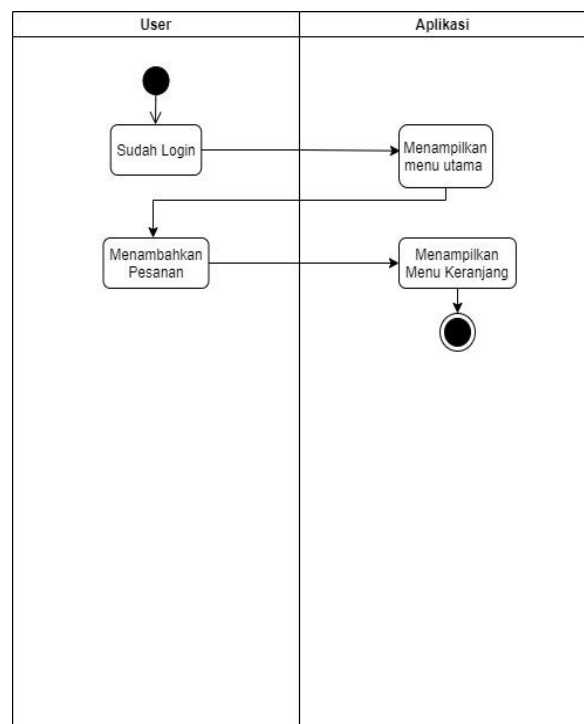 User
Aplikasi
Sudah Login
Menampilkan
menu utama
Menambahkan
Pesanan
Menampilkan
Menu Keranjang